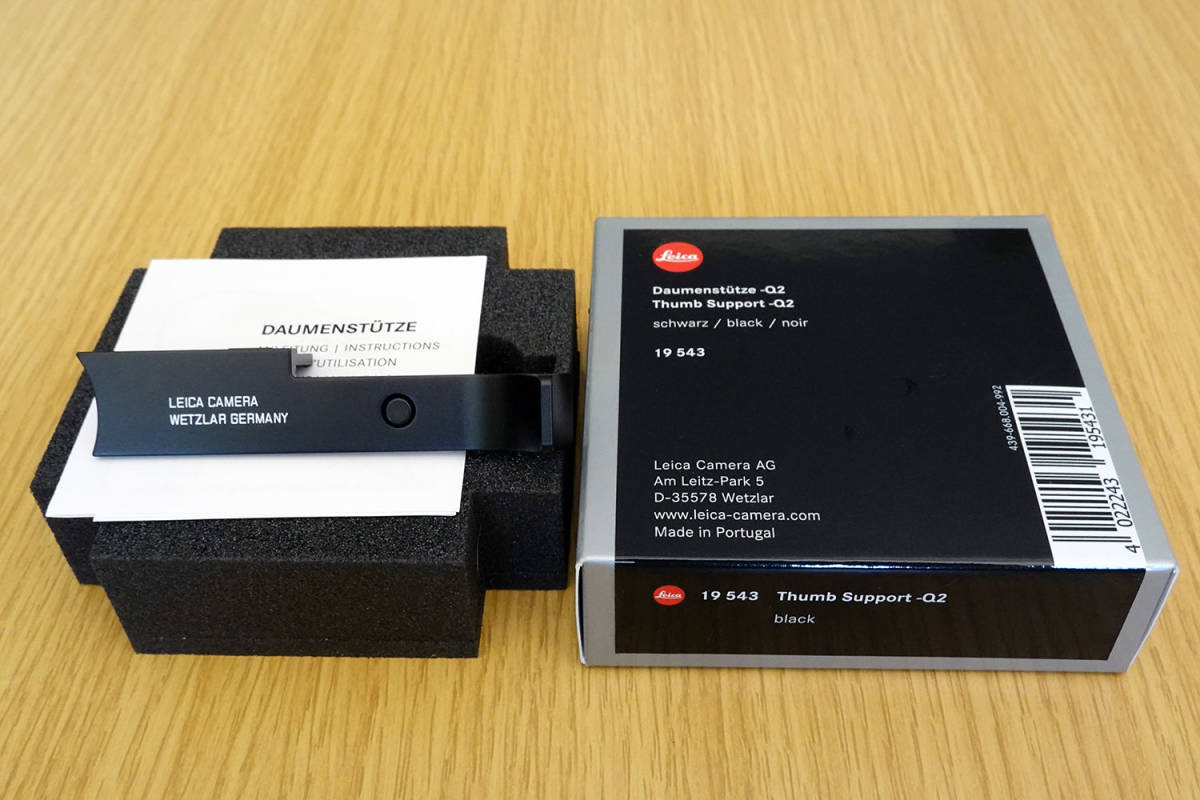 DAUMENSTÜTZE
ANLEITUNG | INSTRUCTIONS
D'UTILISATION
LEICA CAMERA
WETZLAR GERMANY
Leica
Daumenstütze -Q2
Thumb Support -Q2
schwarz / black / noir
19 543
Leica Camera AG
Am Leitz-Park 5
D-35578 Wetzlar
www.leica-camera.com
Made in Portugal
439-668.004-992
4 022243 195431
Leica
19 543 Thumb Support -Q2
black